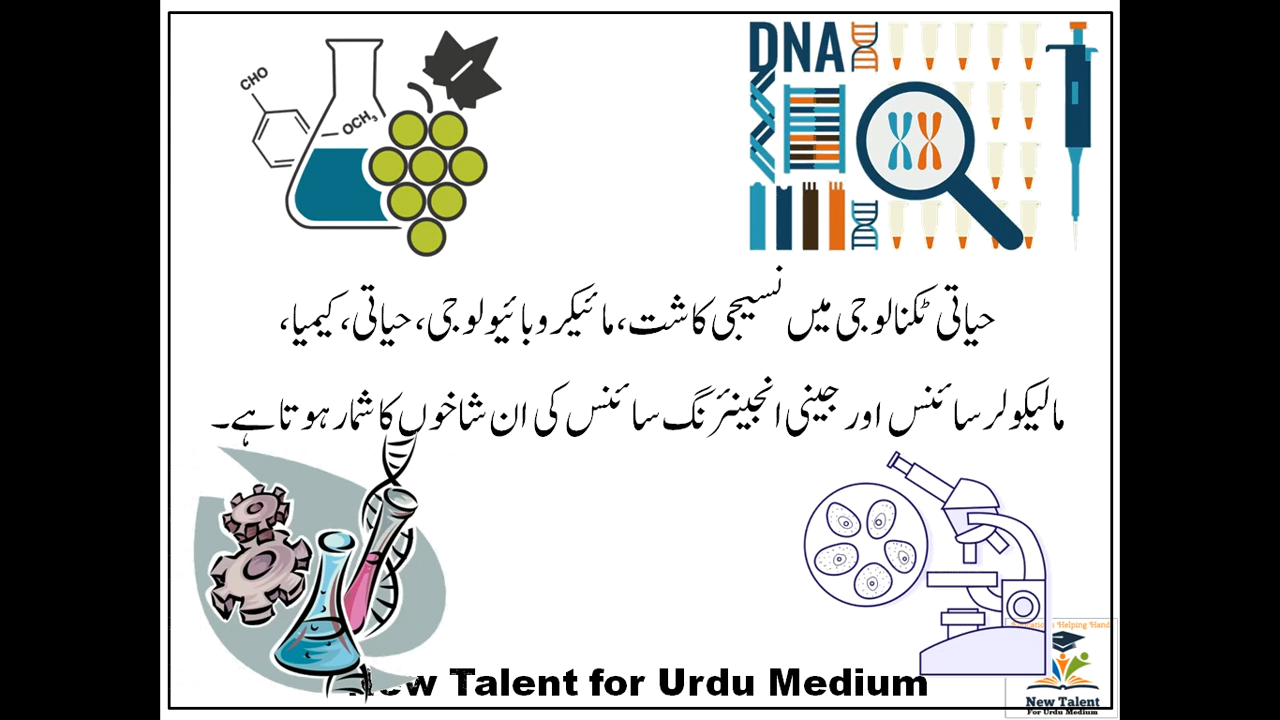 CHO
OCH₃
DNA
حیاتی ٹکنالوجی میں نسیجی کاشت، مائیکروبائیولوجی، حیاتی، کیمیا،
مالیکولر سائنس اور جینی انجینئرنگ سائنس کی ان شاخوں کا شمار ہوتا ہے۔
New Talent for Urdu Medium
Helping Hand
New Talent
For Urdu Medium